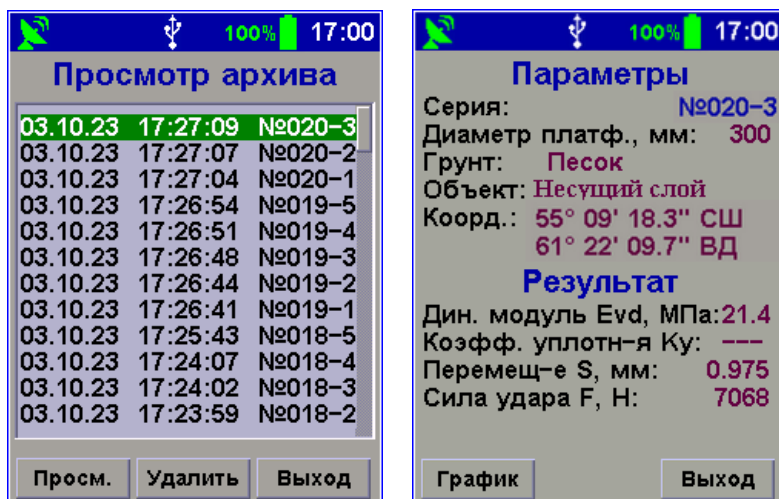 100% 17:00
Просмотр архива
03.10.23 17:27:09 №020-3
03.10.23 17:27:07 №020-2
03.10.23 17:27:04 №020-1
03.10.23 17:26:54 №019-5
03.10.23 17:26:51 №019-4
03.10.23 17:26:48 №019-3
03.10.23 17:26:44 №019-2
03.10.23 17:26:41 №019-1
03.10.23 17:25:43 №018-5
03.10.23 17:24:07 №018-4
03.10.23 17:24:02 №018-3
03.10.23 17:23:59 №018-2
Просм. Удалить Выход
100% 17:00
Параметры
Серия: №020-3
Диаметр платф., мм: 300
Грунт: Песок
Объект: Несущий слой
Коорд.: 55° 09' 18.3" СШ
61° 22' 09.7" ВД
Результат
Дин. модуль Evd, МПа:21.4
Коэфф. уплотн-я Ку: ---
Перемещ-е S, мм: 0.975
Сила удара F, Н: 7068
График Выход